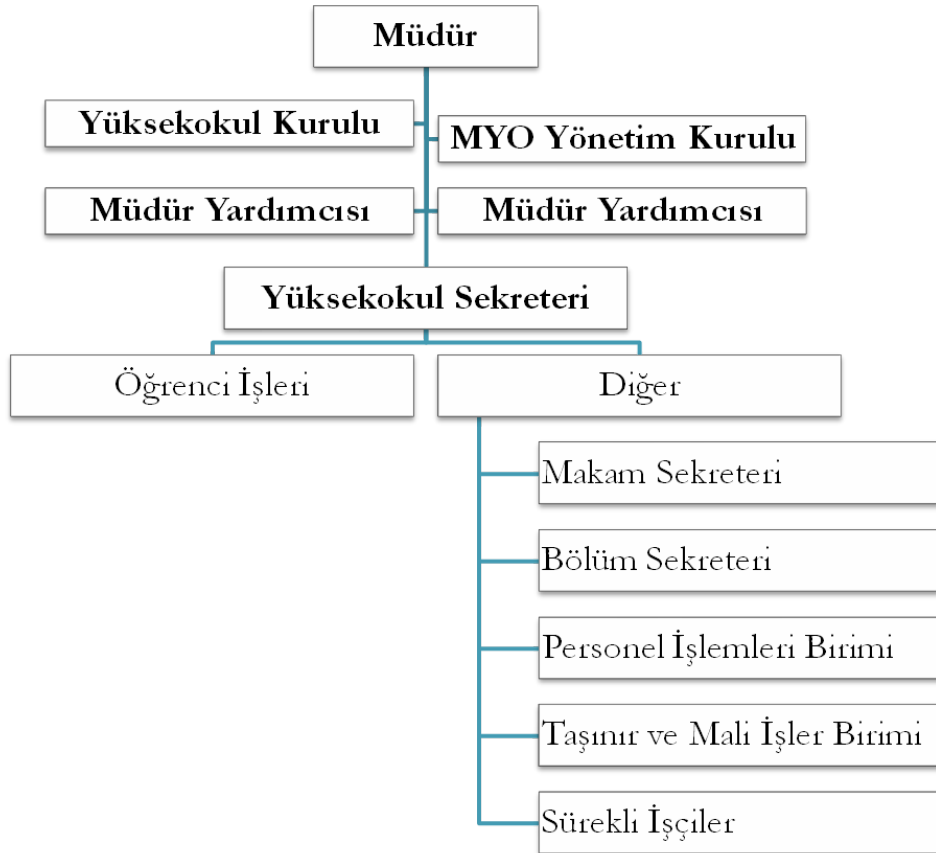 Müdür
Yüksekokul Kurulu
MYO Yönetim Kurulu
Müdür Yardımcısı
Müdür Yardımcısı
Yüksekokul Sekreteri
Öğrenci İşleri
Diğer
Makam Sekreteri
Bölüm Sekreteri
Personel İşlemleri Birimi
Taşınır ve Mali İşler Birimi
Sürekli İşçiler